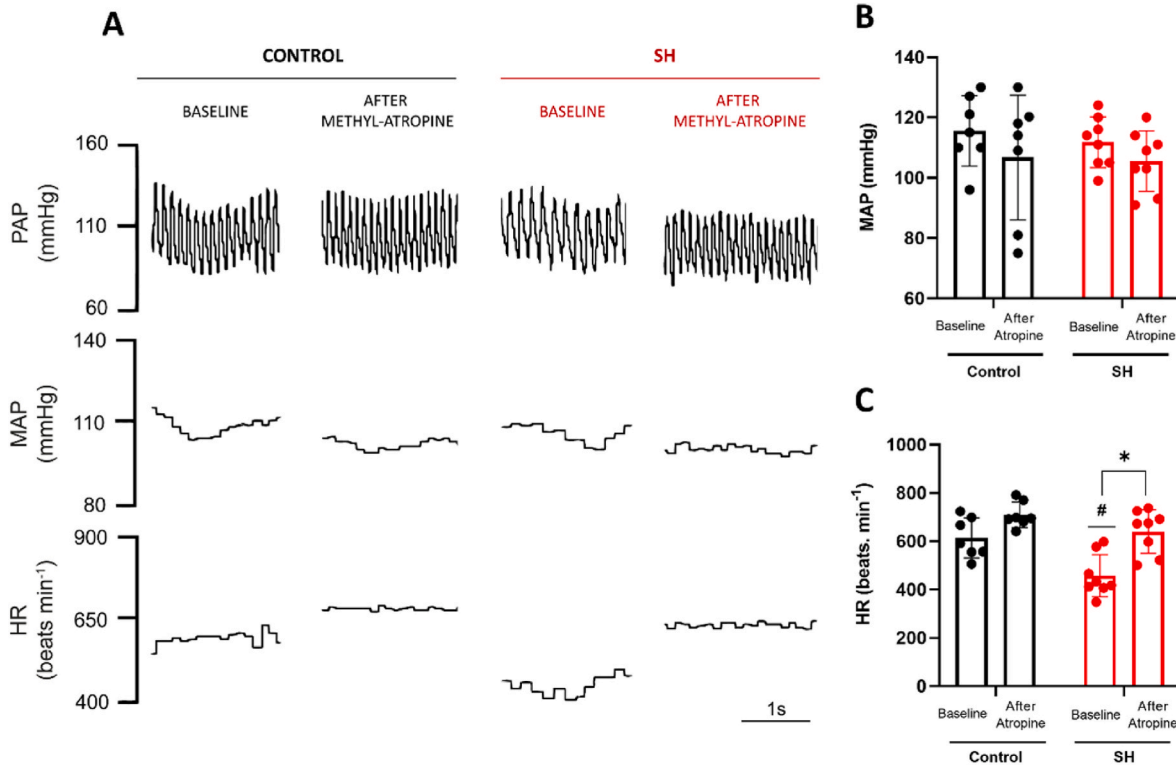 A
CONTROL
SH
BASELINE
AFTER
METHYL-ATROPINE
BASELINE
AFTER
METHYL-ATROPINE
160
110
60
PAP
(mmHg)
140
110
80
MAP
(mmHg)
900
650
400
HR
(beats min⁻¹)
1s
B
140
120
100
80
60
MAP (mmHg)
Baseline
After
Atropine
Baseline
After
Atropine
Control
SH
C
1000
800
600
400
200
0
HR (beats. min⁻¹)
#
*
Baseline
After
Atropine
Baseline
After
Atropine
Control
SH